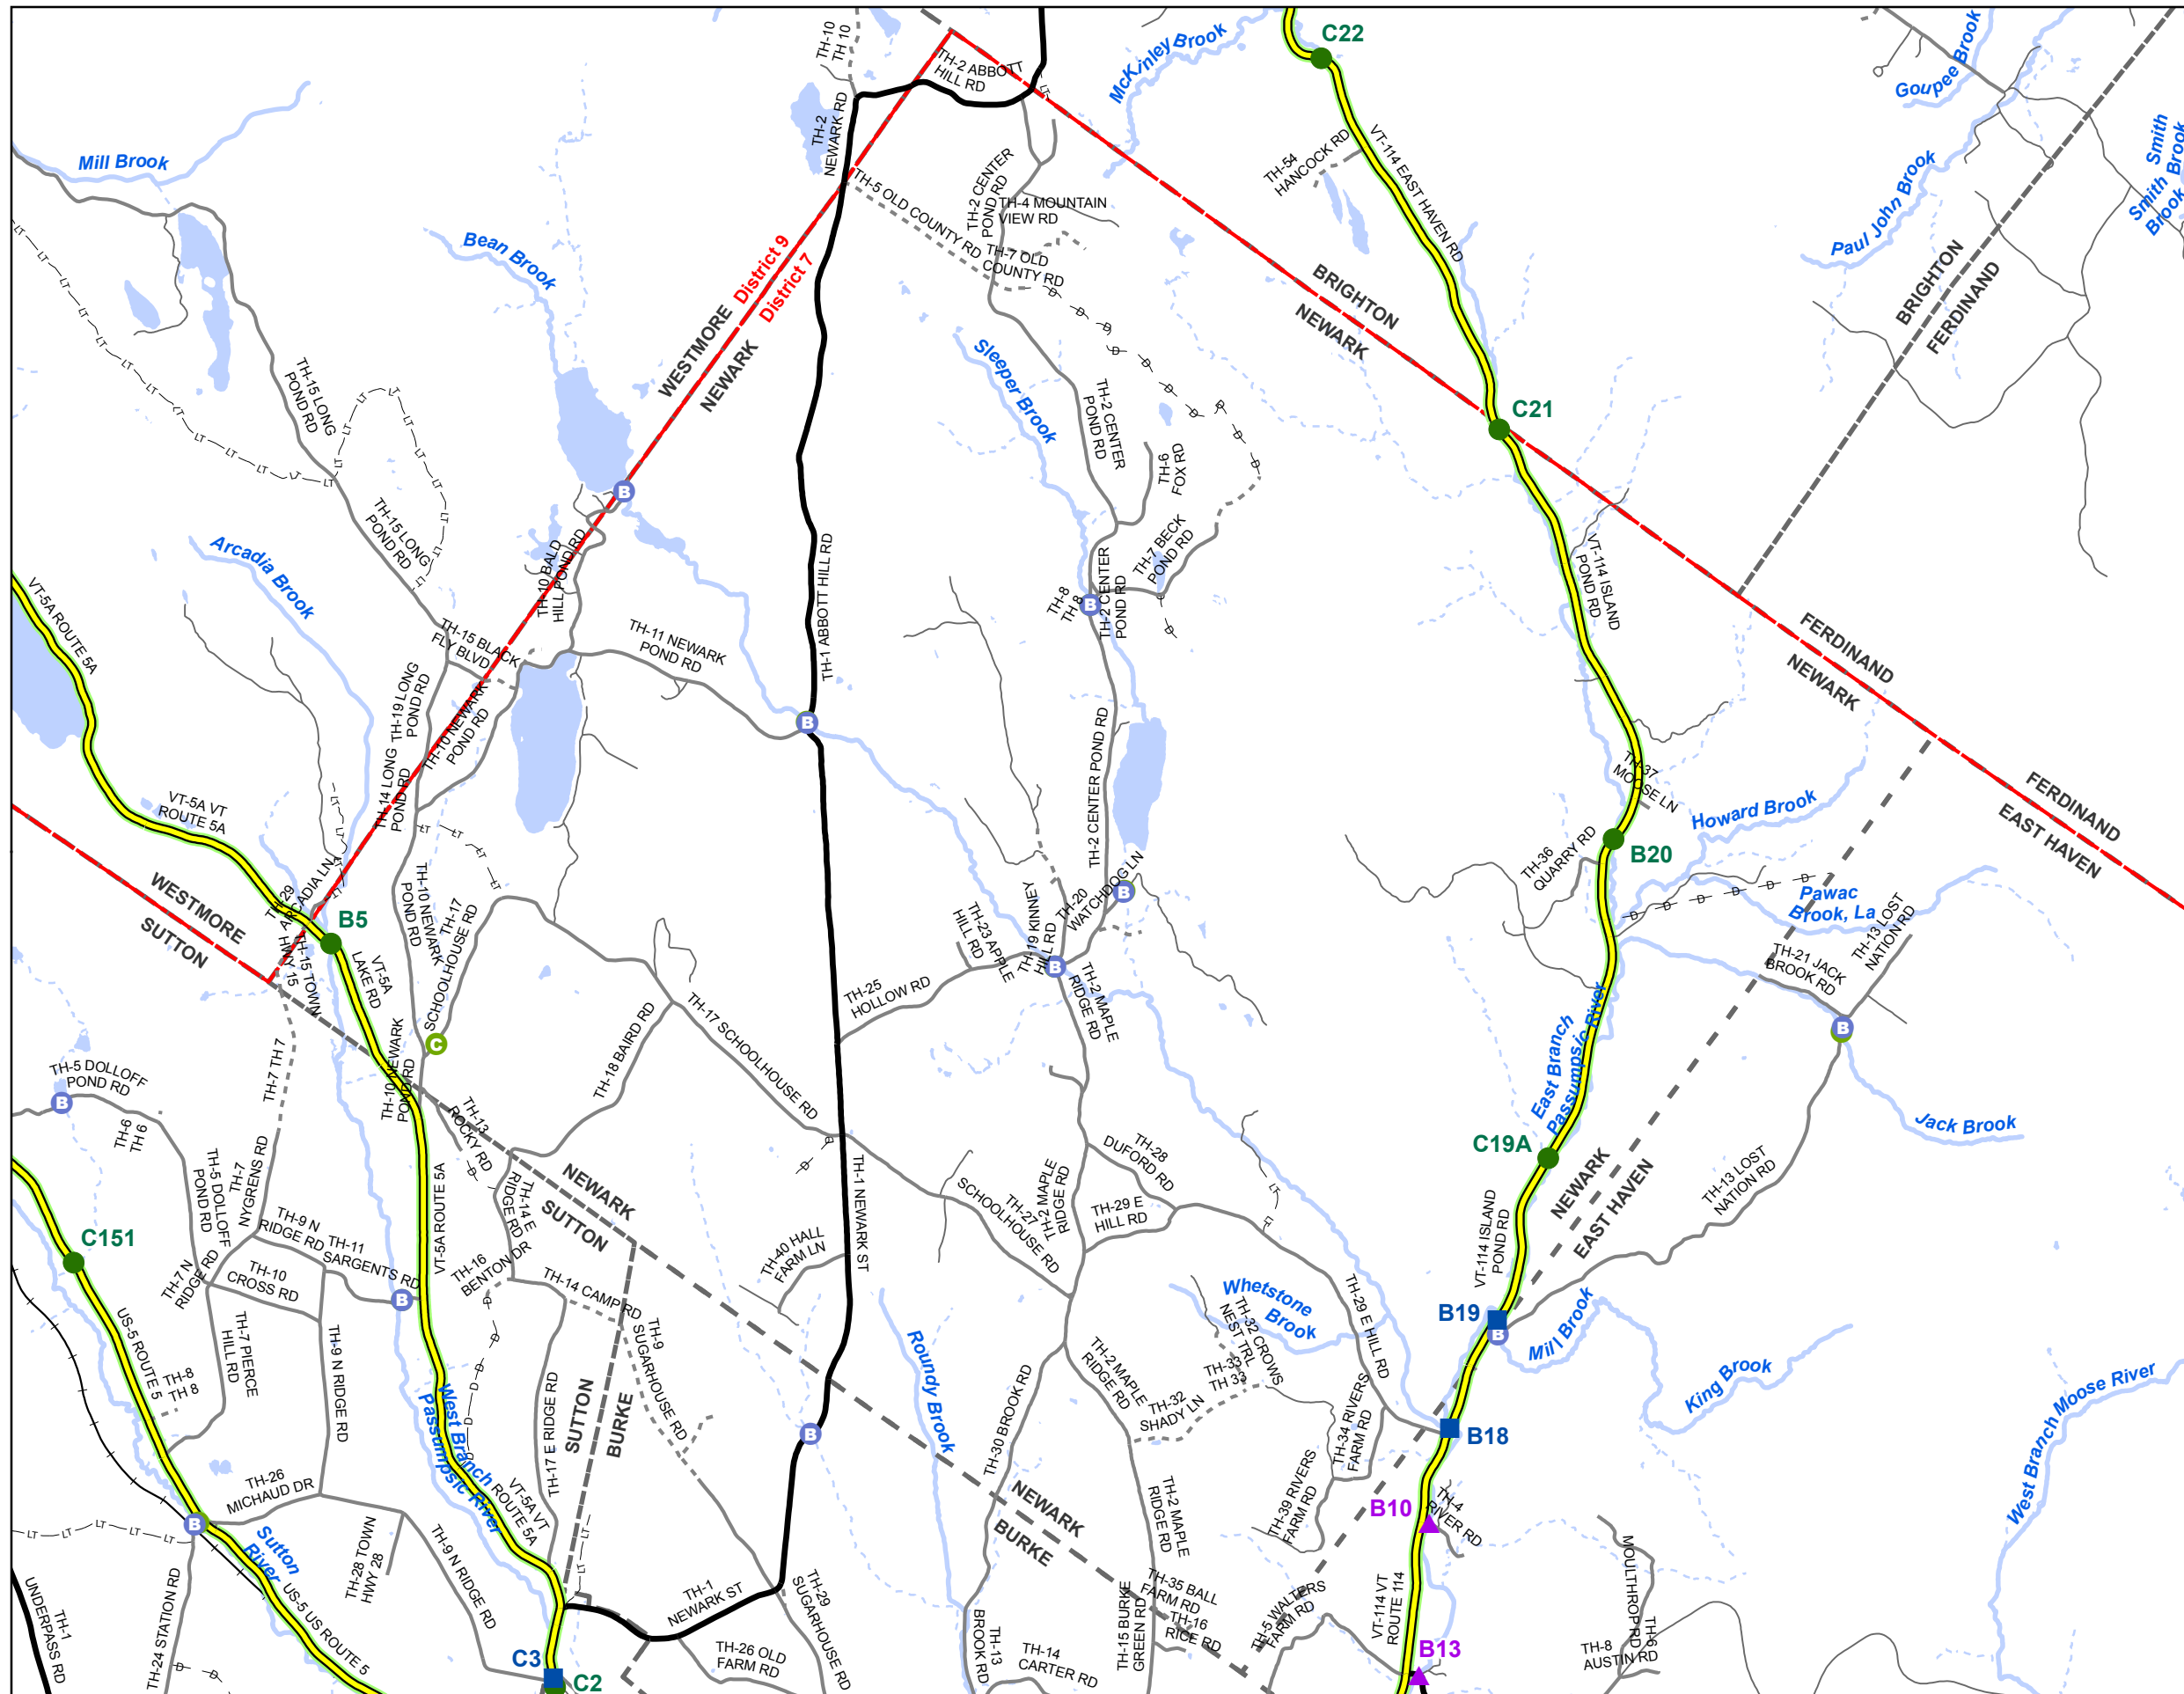 TH-10
TH 10
TH-2 ABBOTT
HILL RD
LT
McKinley Brook
C22
Goupee Brook
Smith
Brook
Smith
Brook
Mill Brook
TH-2
NEWARK RD
TH-5 OLD COUNTY RD
TH-2 CENTER
POND RD
TH-4 MOUNTAIN
VIEW RD
TH-7 OLD
COUNTY RD
TH-54
HANCOCK RD
VT-114 EAST HAVEN RD
Paul John Brook
BRIGHTON
FERDINAND
Bean Brook
District 9
District 7
WESTMORE
NEWARK
BRIGHTON
NEWARK
Sleeper Brook
TH-15 LONG
POND RD
TH-2 CENTER
POND RD
TH-6
FOX RD
C21
B
TH-15 LONG
POND RD
Arcadia Brook
TH-10 BALD
HILL POND RD
TH-1 ABBOTT HILL RD
TH-7 BECK
POND RD
TH-8
TH 8
B
TH-2 CENTER
POND RD
VT-114 ISLAND
POND RD
VT-5A ROUTE 5A
TH-15 BLACK
FLY BLVD
TH-11 NEWARK
POND RD
FERDINAND
NEWARK
TH-19 LONG
POND RD
TH-10 NEWARK
POND RD
B
TH-14 LONG
POND RD
TH-2 CENTER POND RD
TH-37
MOOSE LN
VT-5A VT
ROUTE 5A
Howard Brook
FERDINAND
EAST HAVEN
B20
TH-36
QUARRY RD
WESTMORE
SUTTON
TH-29
ARCADIA LN
B5
TH-15 TOWN
HWY 15
VT-5A
LAKE RD
TH-10 NEWARK
POND RD
TH-17
SCHOOLHOUSE RD
C
TH-23 APPLE
HILL RD
TH-19 KINNEY
HILL RD
TH-20
WATCHDOG LN
B
B
TH-2 MAPLE
RIDGE RD
TH-25
HOLLOW RD
Pawac
Brook, La
TH-13 LOST
NATION RD
TH-21 JACK
BROOK RD
B
Jack Brook
East Branch
Passumpsic River
TH-5 DOLLOFF
POND RD
B
TH-6
TH 6
TH-7 TH 7
TH-10 NEWARK
POND RD
TH-18 BAIRD RD
TH-17 SCHOOLHOUSE RD
TH-13
ROCKY RD
C19A
TH-28
DUFORD RD
TH-5 DOLLOFF
POND RD
TH-7
NYGRENS RD
TH-14 E
RIDGE RD
NEWARK
SUTTON
TH-1 NEWARK ST
TH-27
SCHOOLHOUSE RD
TH-2 MAPLE
RIDGE RD
TH-29 E
HILL RD
NEWARK
EAST HAVEN
TH-13 LOST
NATION RD
VT-114 ISLAND
POND RD
C151
TH-9 N
RIDGE RD
TH-11
SARGENTS RD
VT-5A ROUTE 5A
TH-16
BENTON DR
TH-40 HALL
FARM LN
TH-7 N
RIDGE RD
TH-10
CROSS RD
B
TH-14 CAMP RD
Whetstone
Brook
TH-29 E HILL RD
B19
B
Mill Brook
US-5 ROUTE 5
TH-7 PIERCE
HILL RD
TH-8
TH 8
TH-9 N RIDGE RD
TH-9
SUGARHOUSE RD
Roundy Brook
TH-2 MAPLE
RIDGE RD
TH-32 CROWS
NEST TRL
TH-33
TH 33
TH-32
SHADY LN
King Brook
West Branch Moose River
West Branch
Passumpsic River
TH-17 E RIDGE RD
SUTTON
BURKE
B
TH-30 BROOK RD
TH-34 RIVERS
FARM RD
B18
TH-26
MICHAUD DR
B
VT-5A VT
ROUTE 5A
NEWARK
BURKE
TH-2 MAPLE
RIDGE RD
TH-39 RIVERS
FARM RD
B10
TH-4
RIVER RD
Sutton
River
TH-28 TOWN
HWY 28
TH-9 N RIDGE RD
TH-1
UNDERPASS RD
TH-24 STATION RD
US-5 US ROUTE 5
TH-1
NEWARK ST
TH-29
SUGARHOUSE RD
TH-26 OLD
FARM RD
TH-13
BROOK RD
TH-14
CARTER RD
TH-15 BURKE
GREEN RD
TH-35 BALL
FARM RD
TH-16
RICE RD
TH-5 WALTERS
FARM RD
VT-114 VT
ROUTE 114
B13
MOULTHROP RD
TH-6
TH-8
AUSTIN RD
C3
C2